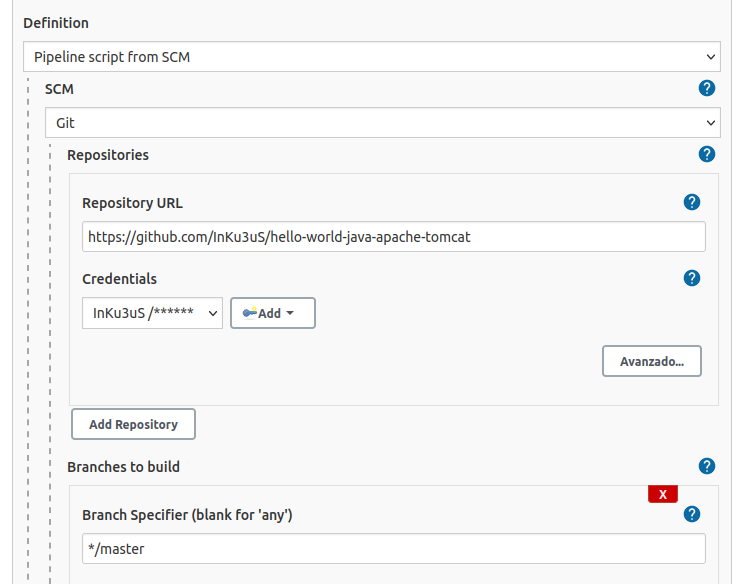 Definition
Pipeline script from SCM
SCM
?
Git
Repositories
?
Repository URL
?
https://github.com/InKu3uS/hello-world-java-apache-tomcat
Credentials
?
InKu3uS /******
Add
Avanzado...
Add Repository
Branches to build
?
X
Branch Specifier (blank for 'any')
?
*/master